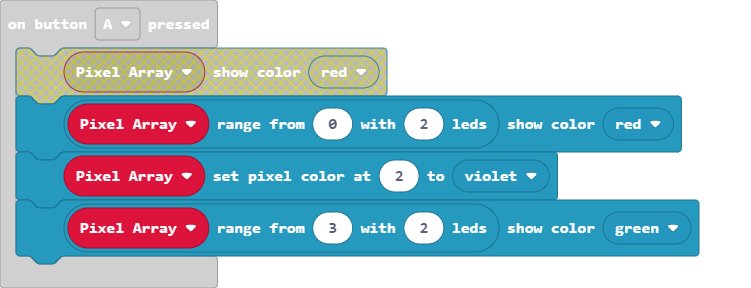 on button A pressed
Pixel Array show color red
Pixel Array range from 0 with 2 leds show color red
Pixel Array set pixel color at 2 to violet
Pixel Array range from 3 with 2 leds show color green